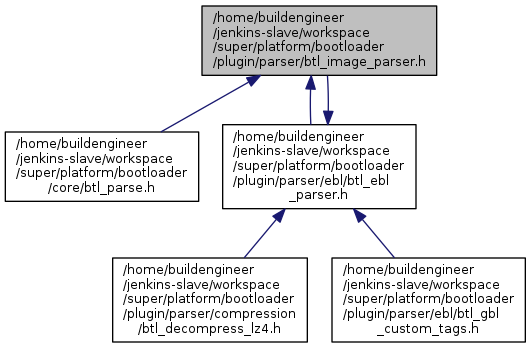 /home/buildengineer
/jenkins-slave/workspace
/super/platform/bootloader
/plugin/parser/btl_image_parser.h
/home/buildengineer
/jenkins-slave/workspace
/super/platform/bootloader
/core/btl_parse.h
/home/buildengineer
/jenkins-slave/workspace
/super/platform/bootloader
/plugin/parser/ebl/btl_ebl
_parser.h
/home/buildengineer
/jenkins-slave/workspace
/super/platform/bootloader
/plugin/parser/compression
/btl_decompress_lz4.h
/home/buildengineer
/jenkins-slave/workspace
/super/platform/bootloader
/plugin/parser/ebl/btl_gbl
_custom_tags.h